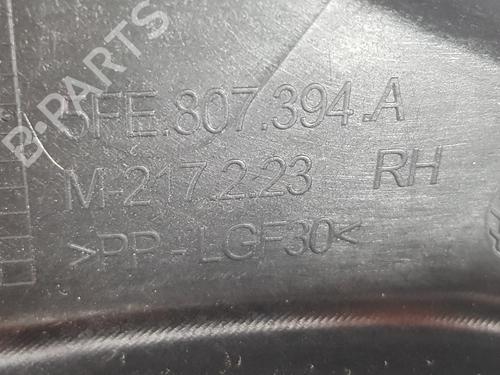 B-PARTS
5FE.807.394.A
M-217.2.23 RH
>PP-LGF30<